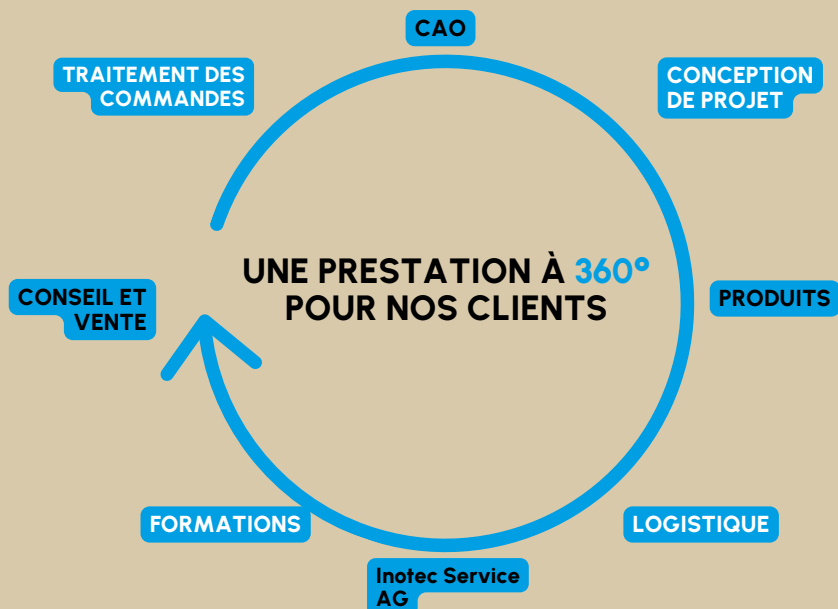 CAO
TRAITEMENT DES
COMMANDES
CONCEPTION
DE PROJET
UNE PRESTATION À 360°
POUR NOS CLIENTS
CONSEIL ET
VENTE
PRODUITS
FORMATIONS
LOGISTIQUE
Inotec Service
AG